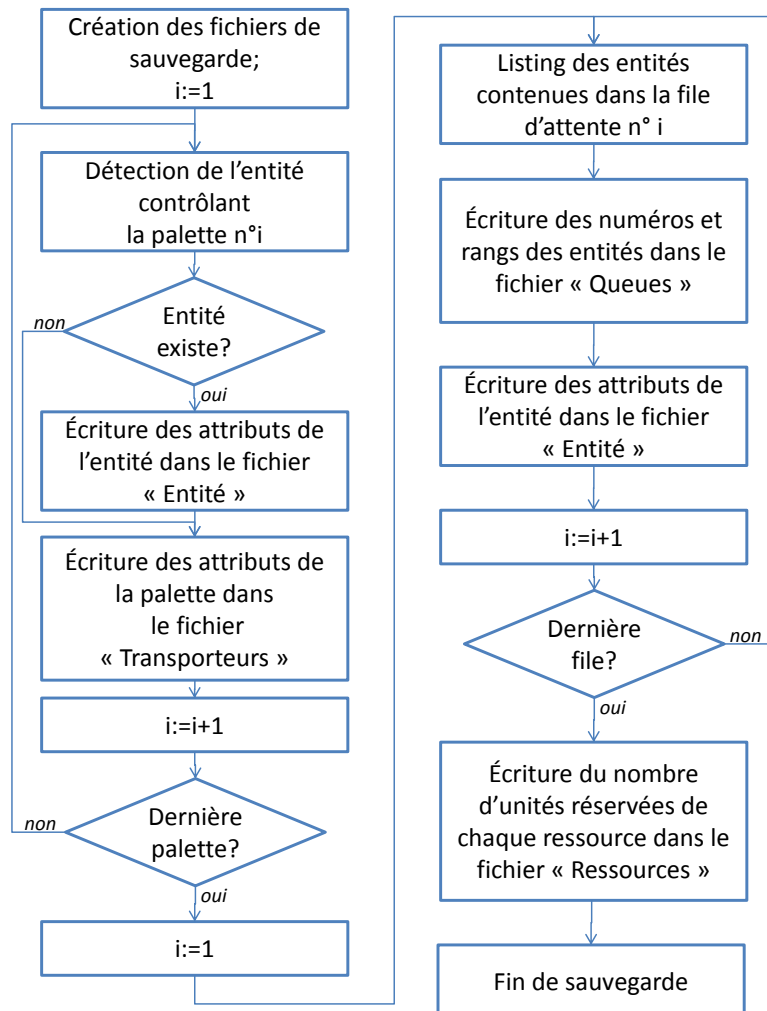 Création des fichiers de
sauvegarde;
i:=1
Détection de l'entité
contrôlant
la palette n°i
non
Entité
existe?
oui
Écriture des attributs de
l'entité dans le fichier
« Entité »
Écriture des attributs de
la palette dans
le fichier
« Transporteurs »
i:=i+1
non
Dernière
palette?
oui
i:=1
Listing des entités
contenues dans la file
d'attente n° i
Écriture des numéros et
rangs des entités dans le
fichier « Queues »
Écriture des attributs de
l'entité dans le fichier
« Entité »
i:=i+1
Dernière
file?
non
oui
Écriture du nombre
d'unités réservées de
chaque ressource dans le
fichier « Ressources »
Fin de sauvegarde